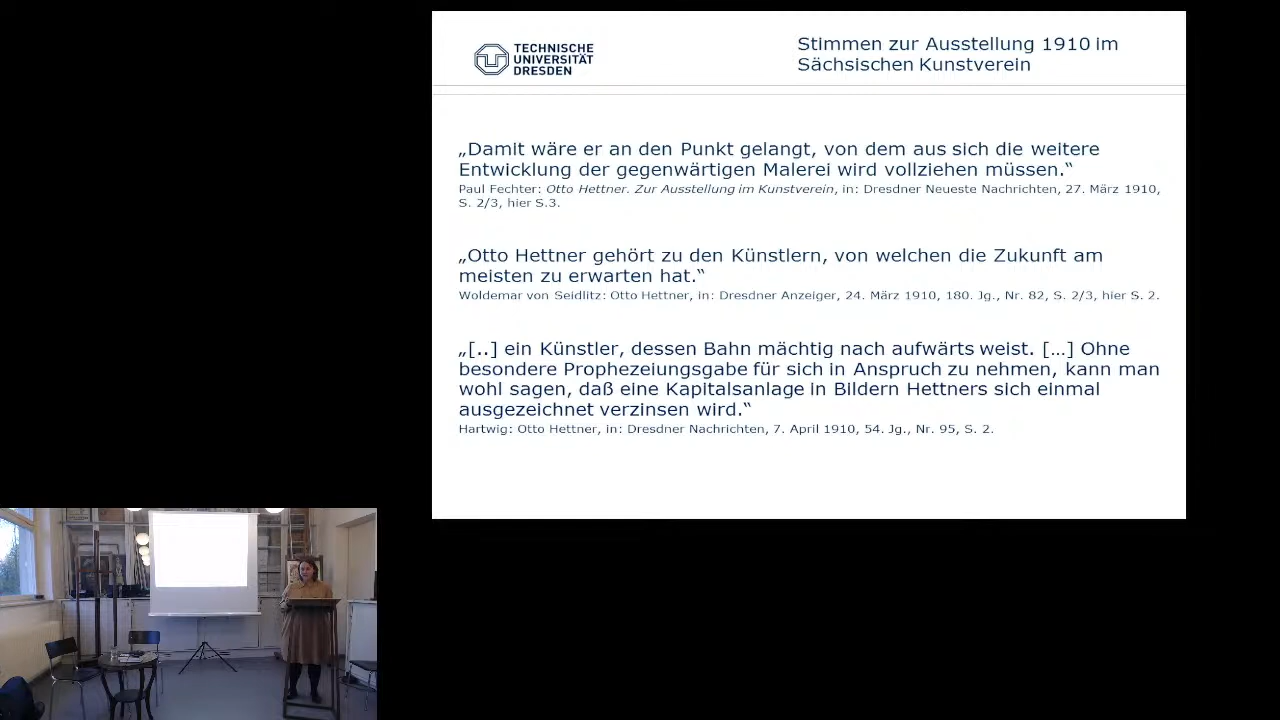 TECHNISCHE
UNIVERSITÄT
DRESDEN
Stimmen zur Ausstellung 1910 im
Sächsischen Kunstverein
„Damit wäre er an den Punkt gelangt, von dem aus sich die weitere
Entwicklung der gegenwärtigen Malerei wird vollziehen müssen.“
Paul Fechter: Otto Hettner. Zur Ausstellung im Kunstverein, in: Dresdner Neueste Nachrichten, 27. März 1910,
S. 2/3, hier S.3.
„Otto Hettner gehört zu den Künstlern, von welchen die Zukunft am
meisten zu erwarten hat.“
Woldemar von Seidlitz: Otto Hettner, in: Dresdner Anzeiger, 24. März 1910, 180. Jg., Nr. 82, S. 2/3, hier S. 2.
„[..] ein Künstler, dessen Bahn mächtig nach aufwärts weist. […] Ohne
besondere Prophezeiungsgabe für sich in Anspruch zu nehmen, kann man
wohl sagen, daß eine Kapitalsanlage in Bildern Hettners sich einmal
ausgezeichnet verzinsen wird.“
Hartwig: Otto Hettner, in: Dresdner Nachrichten, 7. April 1910, 54. Jg., Nr. 95, S. 2.